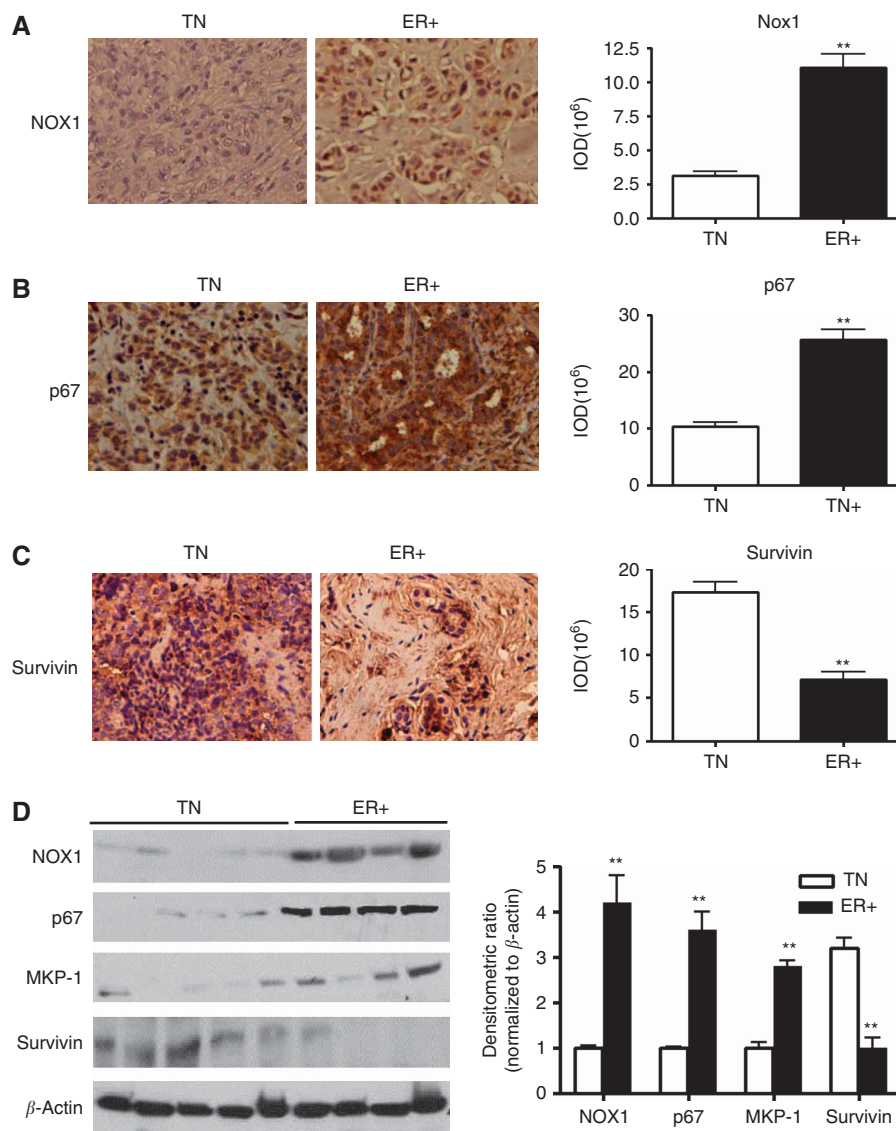 A
TN
ER+
NOX1
Nox1
IOD(10⁶)
12.5
10.0
7.5
5.0
2.5
0.0
**
TN
ER+
B
TN
ER+
p67
p67
IOD(10⁶)
30
20
10
0
**
TN
TN+
C
TN
ER+
Survivin
Survivin
IOD(10⁶)
20
15
10
5
0
**
TN
ER+
D
TN
ER+
NOX1
p67
MKP-1
Survivin
β-Actin
Densitometric ratio
(normalized to β-actin)
5
4
3
2
1
0
TN
ER+
**
**
**
**
NOX1
p67
MKP-1
Survivin